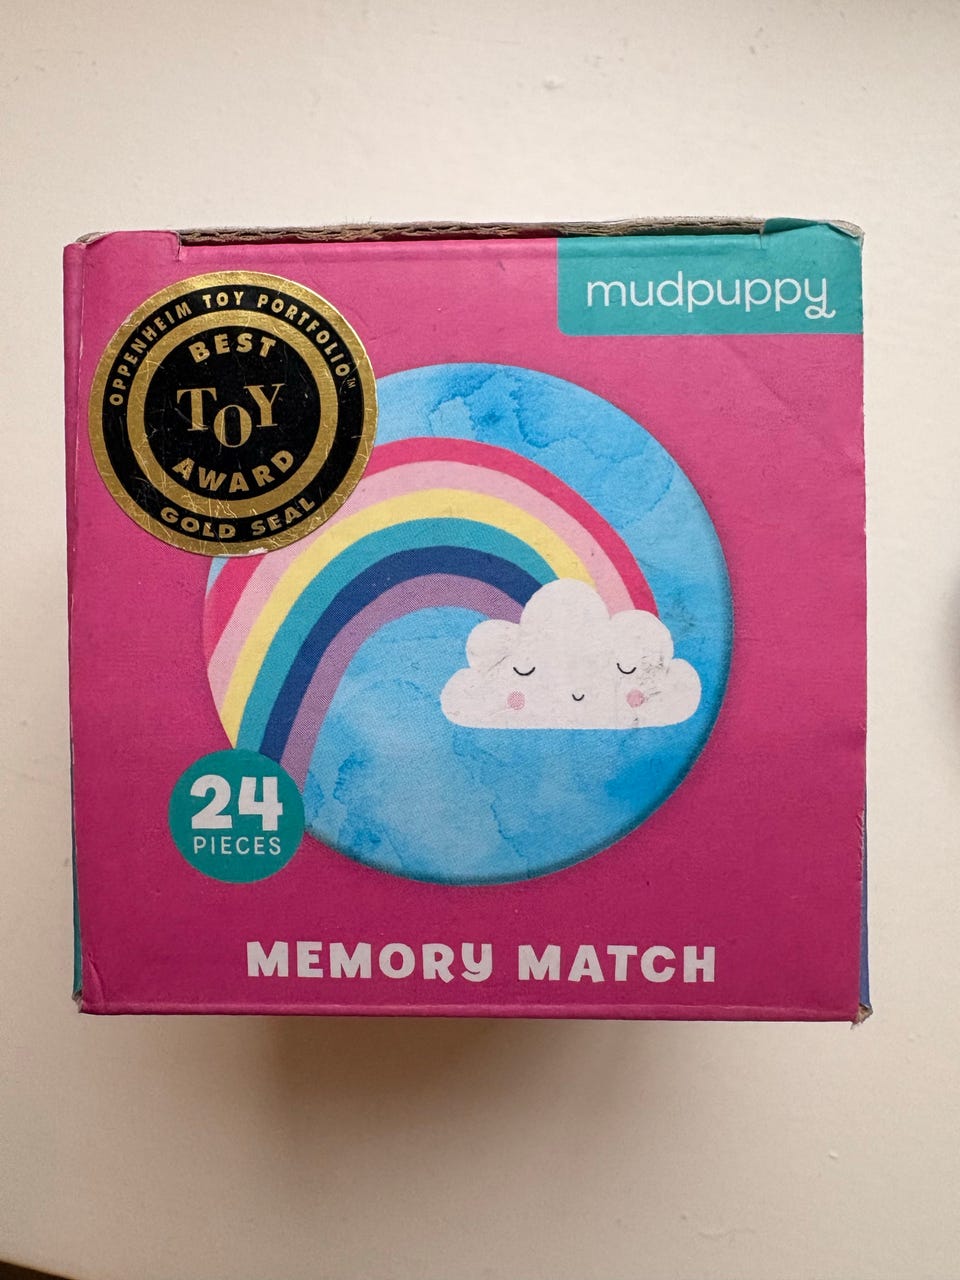 mudpuppy
OPPENHEIM TOY PORTFOLIO™
BEST
TOY
AWARD
GOLD SEAL
24
PIECES
MEMORY MATCH